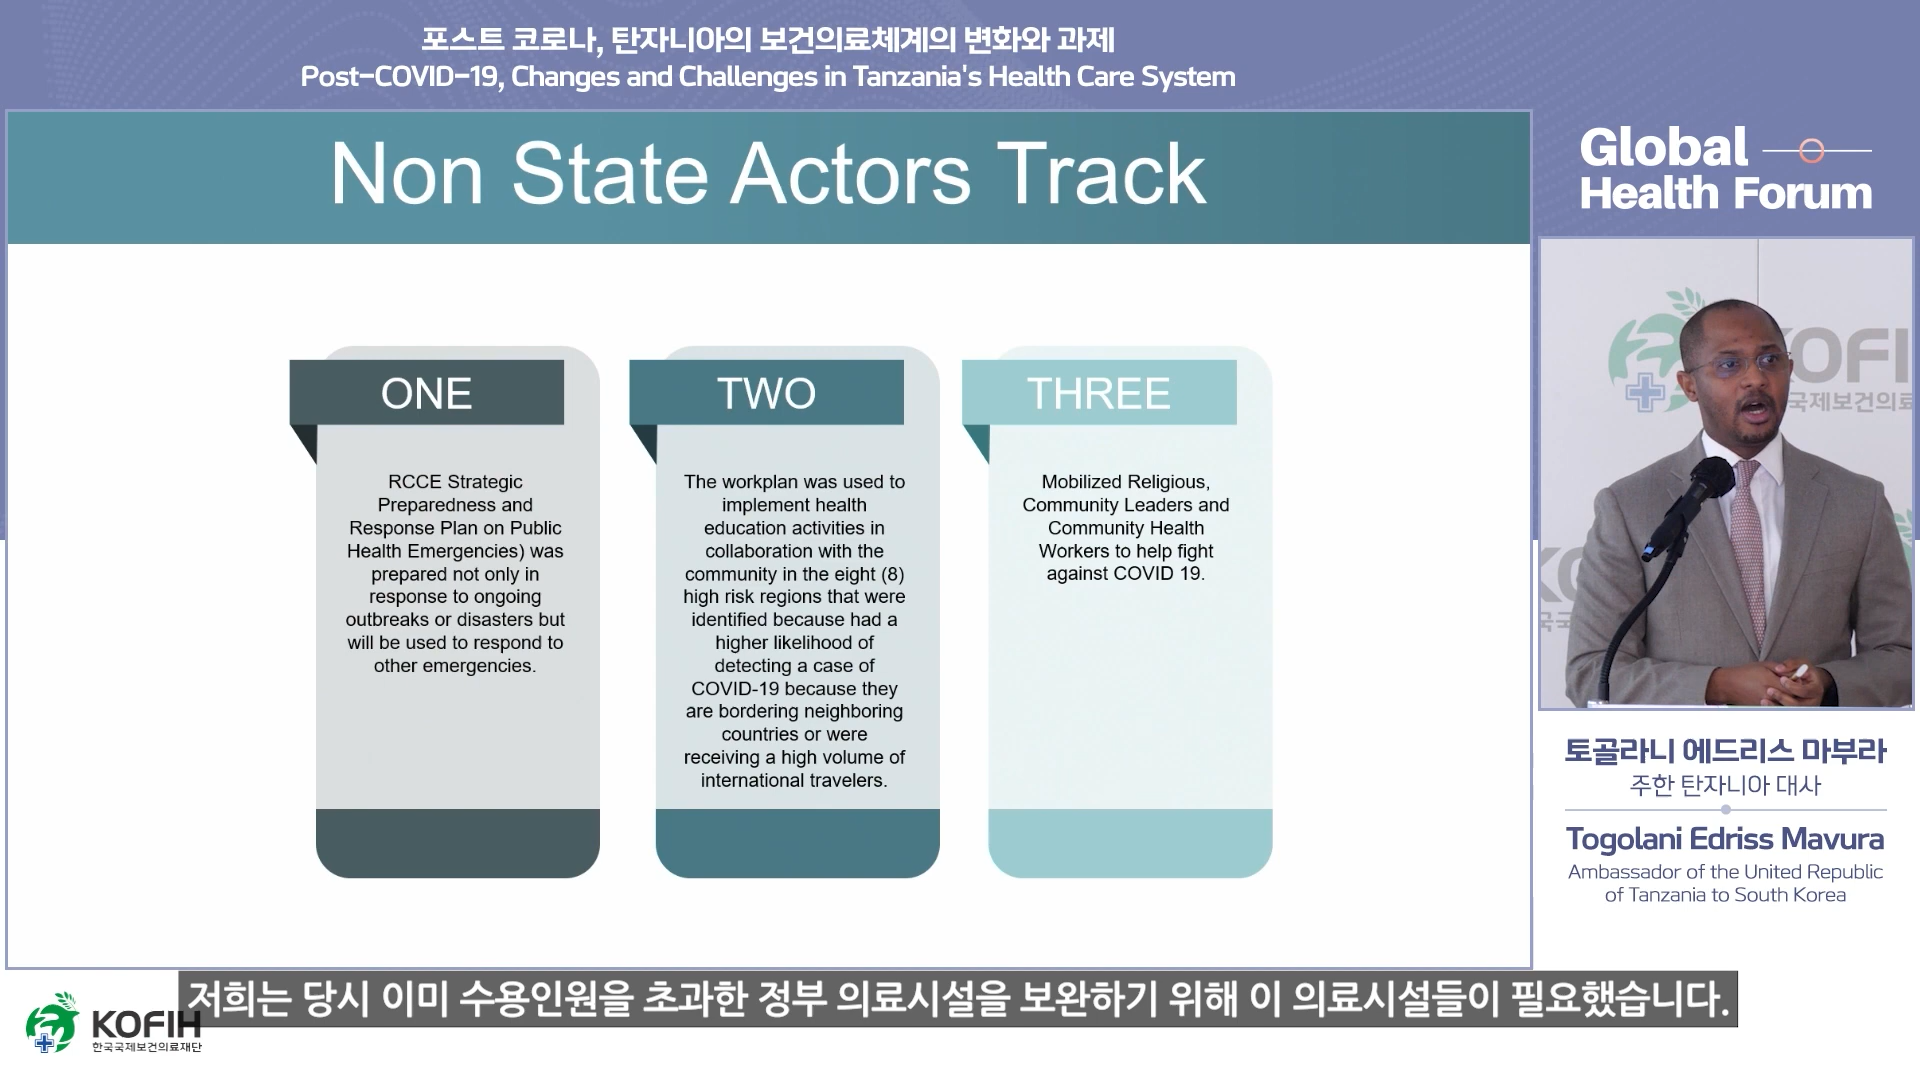 포스트 코로나, 탄자니아의 보건의료체계의 변화와 과제
Post-COVID-19, Changes and Challenges in Tanzania's Health Care System
Non State Actors Track
ONE
RCCE Strategic
Preparedness and
Response Plan on Public
Health Emergencies) was
prepared not only in
response to ongoing
outbreaks or disasters but
will be used to respond to
other emergencies.
TWO
The workplan was used to
implement health
education activities in
collaboration with the
community in the eight (8)
high risk regions that were
identified because had a
higher likelihood of
detecting a case of
COVID-19 because they
are bordering neighboring
countries or were
receiving a high volume of
international travelers.
THREE
Mobilized Religious,
Community Leaders and
Community Health
Workers to help fight
against COVID 19.
Global
Health Forum
KOFI
국제보건의료
토골라니 에드리스 마부라
주한 탄자니아 대사
Togolani Edriss Mavura
Ambassador of the United Republic
of Tanzania to South Korea
저희는 당시 이미 수용인원을 초과한 정부 의료시설을 보완하기 위해 이 의료시설들이 필요했습니다.
KOFIH
한국국제보건의료재단